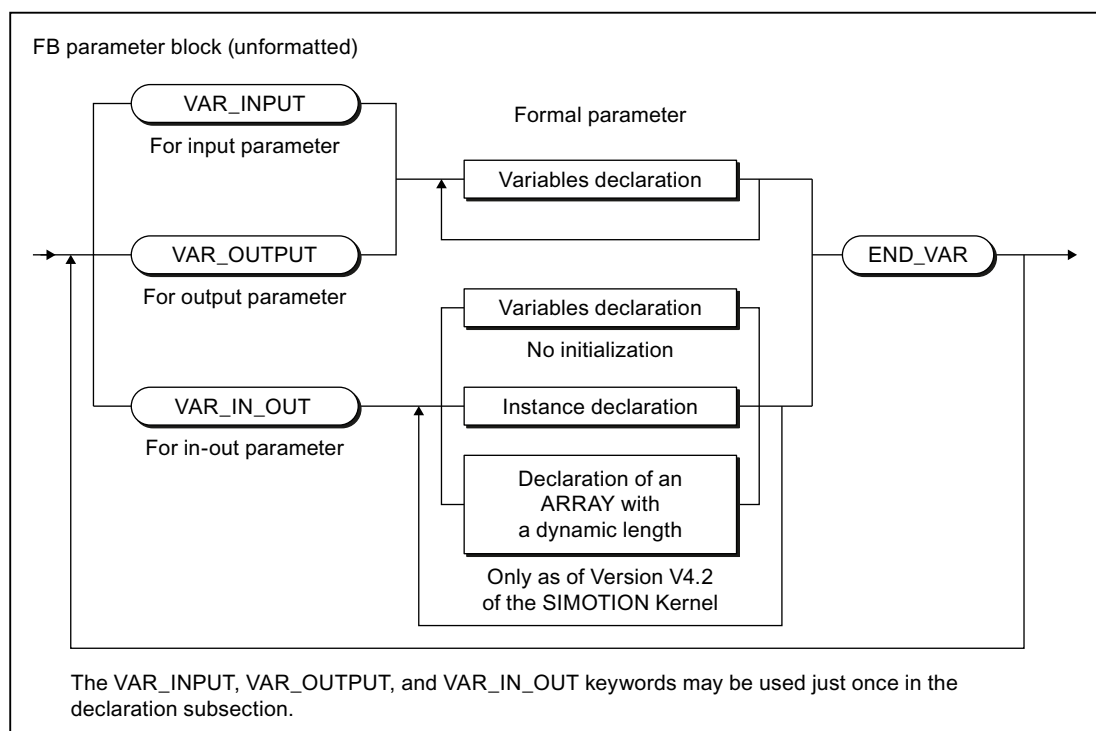 FB parameter block (unformatted)
VAR_INPUT
For input parameter
Formal parameter
Variables declaration
VAR_OUTPUT
For output parameter
END_VAR
Variables declaration
No initialization
VAR_IN_OUT
For in-out parameter
Instance declaration
Declaration of an
ARRAY with
a dynamic length
Only as of Version V4.2
of the SIMOTION Kernel
The VAR_INPUT, VAR_OUTPUT, and VAR_IN_OUT keywords may be used just once in the
declaration subsection.